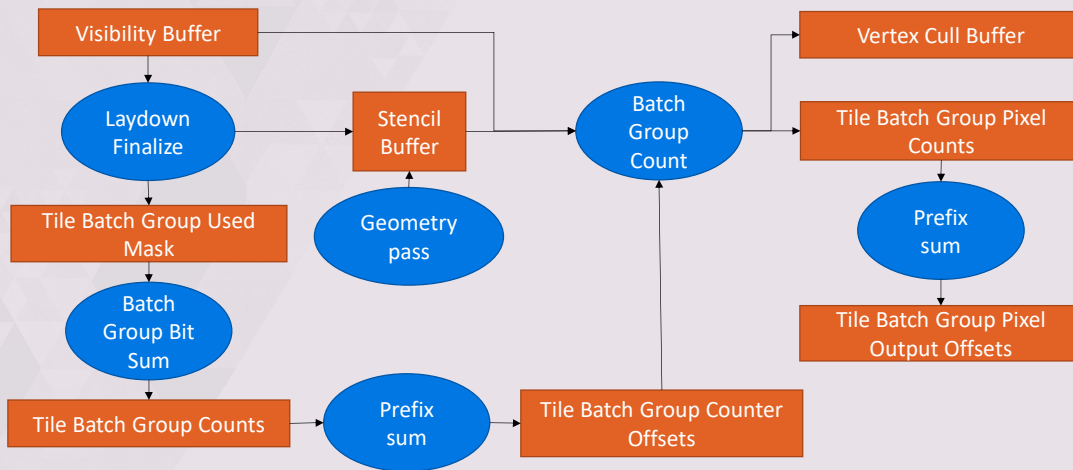 Visibility Buffer
Vertex Cull Buffer
Laydown
Finalize
Stencil
Buffer
Batch
Group
Count
Tile Batch Group Pixel
Counts
Tile Batch Group Used
Mask
Geometry
pass
Prefix
sum
Batch
Group Bit
Sum
Tile Batch Group Pixel
Output Offsets
Tile Batch Group Counts
Prefix
sum
Tile Batch Group Counter
Offsets